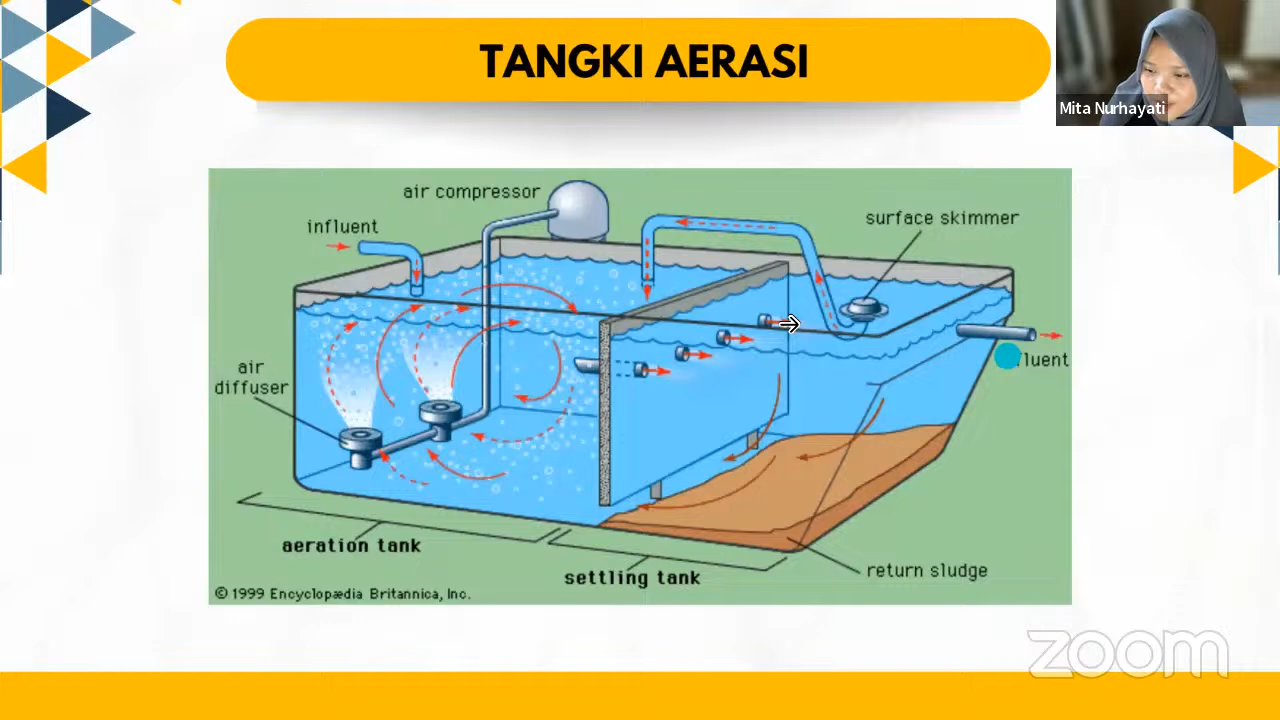 TANGKI AERASI
Mita Nurhayati
air compressor
influent
surface skimmer
air
diffuser
fluent
aeration tank
settling tank
return sludge
© 1999 Encyclopædia Britannica, Inc.
zoom